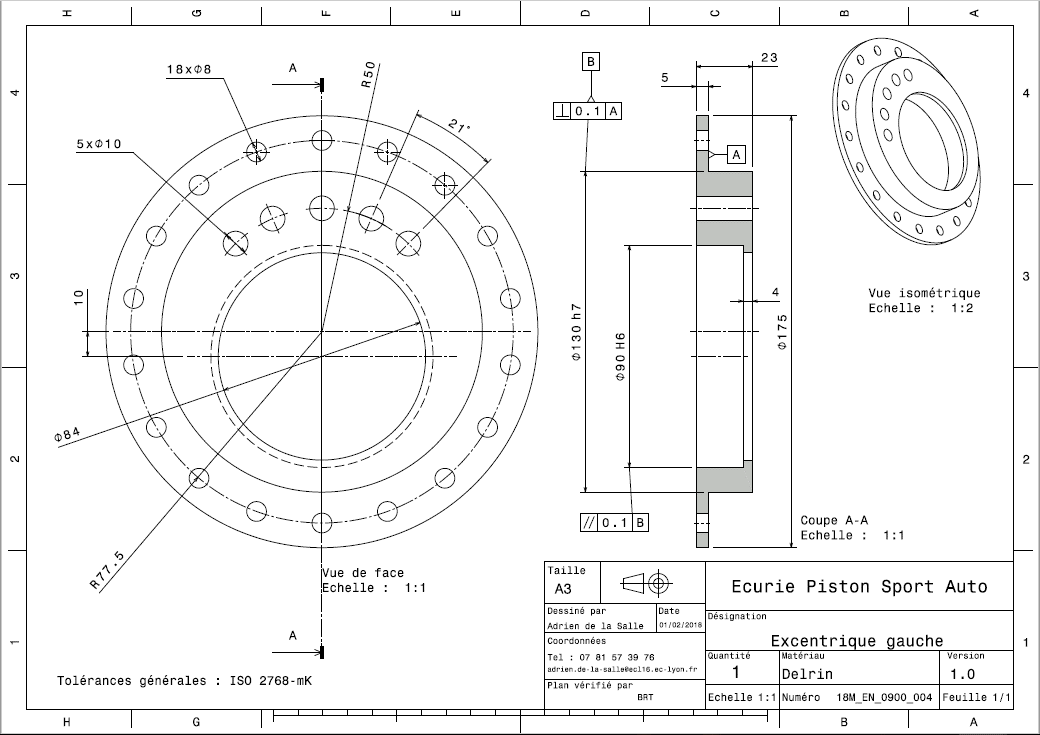 H G F E D C B A
4
3
2
1
4
3
2
1
18xΦ8
A
R50
21°
5xΦ10
10
Φ84
R77.5
A
Vue de face
Echelle : 1:1
B
⊥ 0.1 A
5
23
A
4
Φ130 h7
Φ90 H6
Φ175
// 0.1 B
Coupe A-A
Echelle : 1:1
Vue isométrique
Echelle : 1:2
Tolérances générales : ISO 2768-mK
Taille
A3
Ecurie Piston Sport Auto
Dessiné par
Adrien de la Salle
Date
01/02/2018
Désignation
Excentrique gauche
Coordonnées
Tel : 07 81 57 39 76
adrien.de-la-salle@ecl16.ec-lyon.fr
Quantité
1
Matériau
Delrin
Version
1.0
Plan vérifié par
BRT
Echelle 1:1
Numéro 18M_EN_0900_004
Feuille 1/1
H G B A